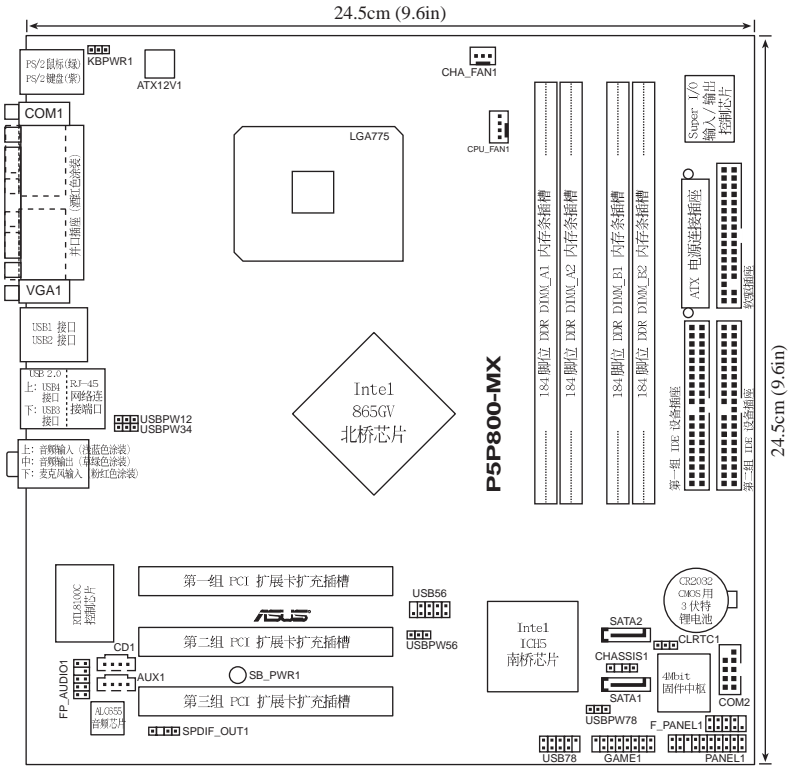 24.5cm (9.6in)
PS/2鼠标(绿)
PS/2键盘(紫)
KBPWR1
ATX12V1
CHA_FAN1
CPU_FAN1
COM1
LGA775
Super I/O
输入/输出
控制芯片
并口插座(酒红色涂装)
VGA1
184 脚位 DDR DIMM_A1 内存条插槽
184 脚位 DDR DIMM_A2 内存条插槽
184 脚位 DDR DIMM_B1 内存条插槽
184 脚位 DDR DIMM_B2 内存条插槽
ATX 电源连接插座
软驱插座
24.5cm (9.6in)
USB1 接口
USB2 接口
USB 2.0
上: USB4
接口
下: USB3
接口
RJ-45
网络连
接端口
USBPW12
USBPW34
Intel
865GV
北桥芯片
P5P800-MX
第一组 IDE 设备插座
第二组 IDE 设备插座
上: 音频输入 (浅蓝色涂装)
中: 音频输出 (草绿色涂装)
下: 麦克风输入 (粉红色涂装)
RTL8100C
控制芯片
第一组 PCI 扩展卡扩充插槽
ASUS
第二组 PCI 扩展卡扩充插槽
USB56
USBPW56
Intel
ICH5
南桥芯片
CR2032
CMOS用
3 伏特
锂电池
SATA2
CLRTC1
CHASSIS1
CD1
AUX1
FP_AUDIO1
SB_PWR1
第三组 PCI 扩展卡扩充插槽
ALC655
音频芯片
SPDIF_OUT1
SATA1
4Mbit
固件中枢
USBPW78
COM2
F_PANEL1
USB78
GAME1
PANEL1